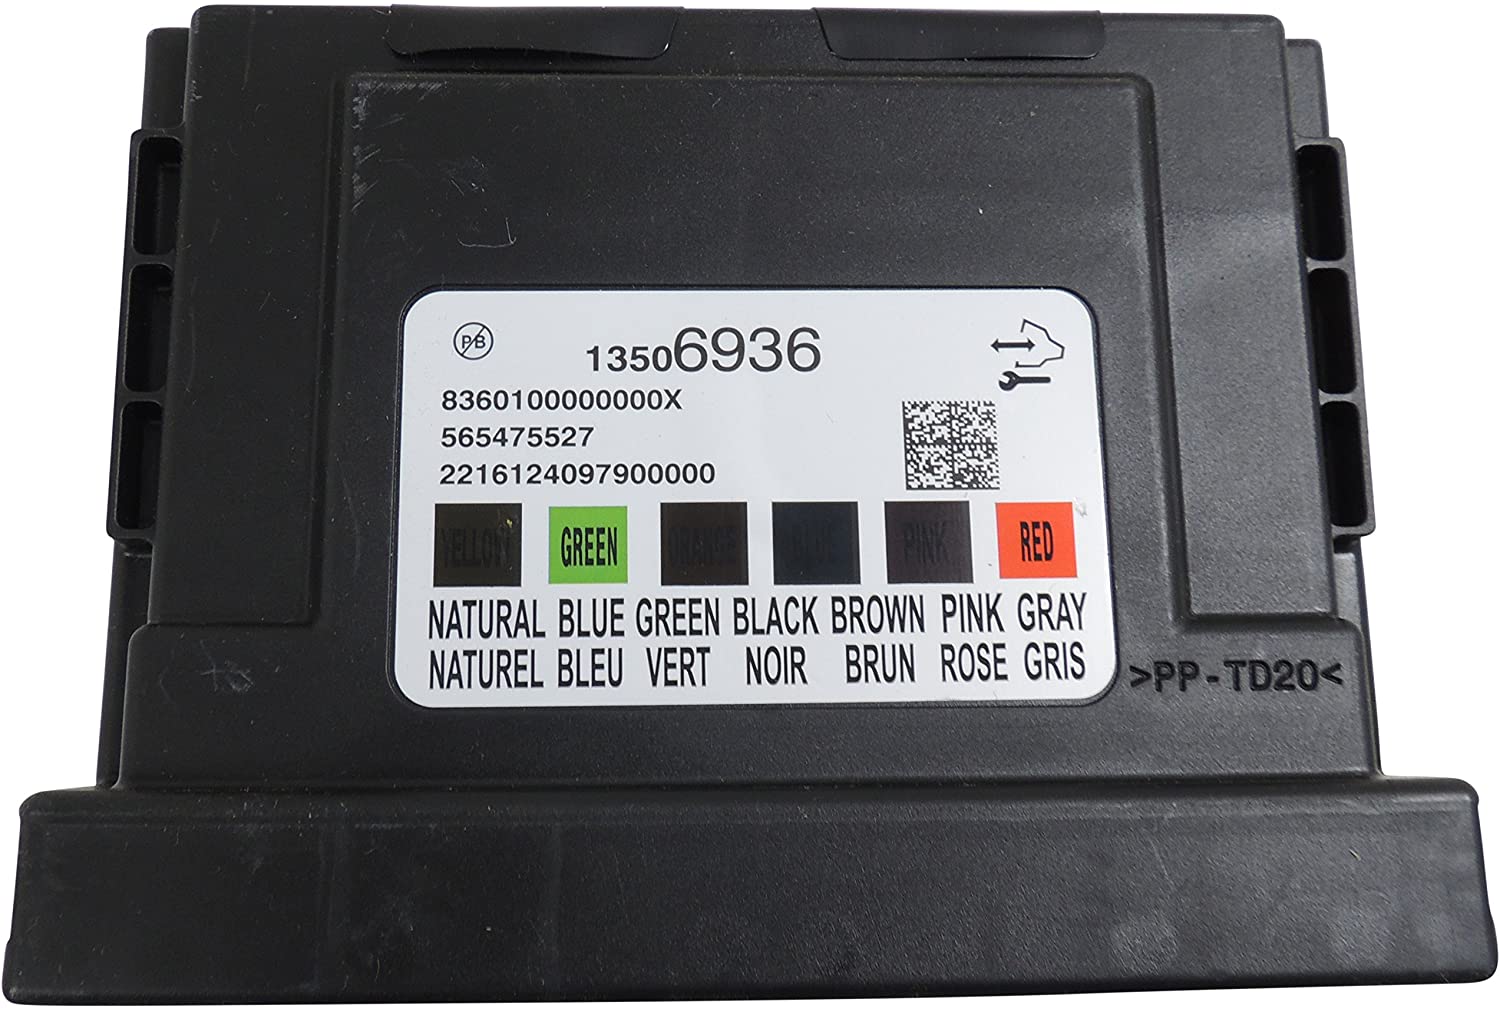 PB
13506936
8360100000000X
565475527
2216124097900000
YELLOW GREEN ORANGE BLUE PINK RED
NATURAL BLUE GREEN BLACK BROWN PINK GRAY
NATUREL BLEU VERT NOIR BRUN ROSE GRIS
>PP-TD20<